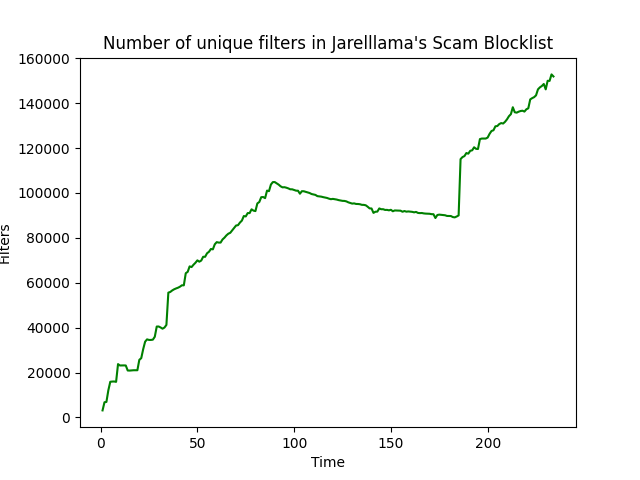 Number of unique filters in Jarelllama's Scam Blocklist
160000
140000
120000
100000
80000
60000
40000
20000
0
Filters
0 50 100 150 200
Time